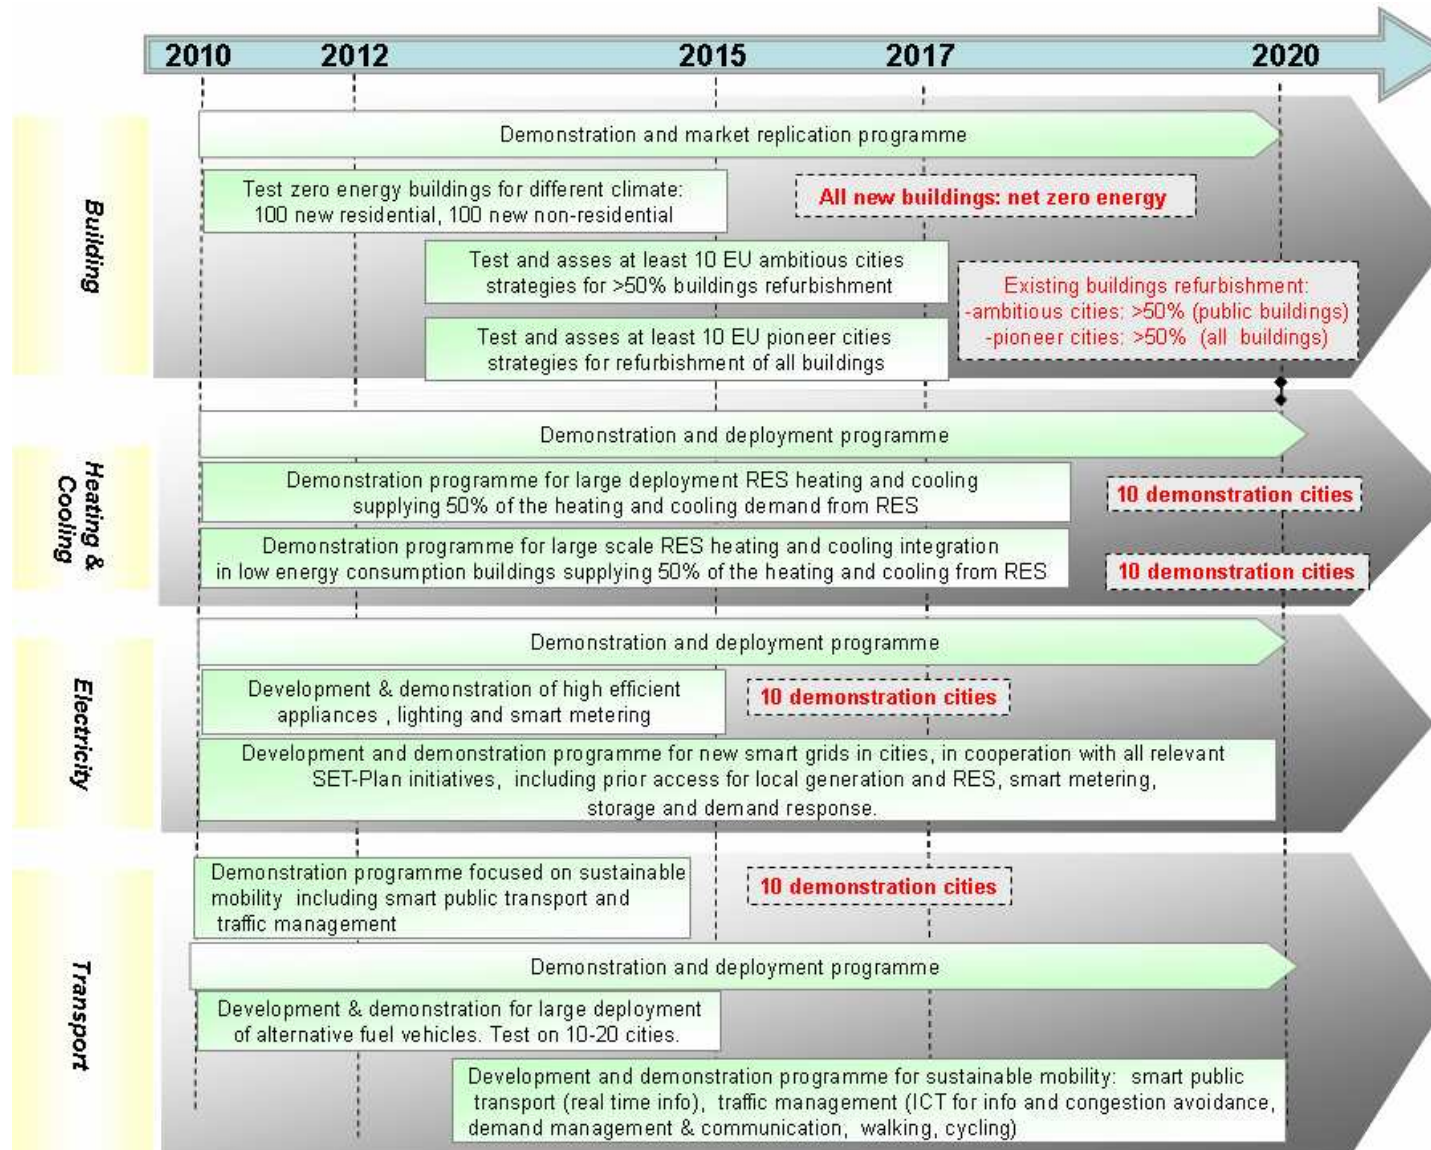 2010 2012 2015 2017 2020
Building
Demonstration and market replication programme
Test zero energy buildings for different climate:
100 new residential, 100 new non-residential
All new buildings: net zero energy
Test and asses at least 10 EU ambitious cities
strategies for >50% buildings refurbishment
Existing buildings refurbishment:
-ambitious cities: >50% (public buildings)
-pioneer cities: >50% (all buildings)
Test and asses at least 10 EU pioneer cities
strategies for refurbishment of all buildings
Heating &
Cooling
Demonstration and deployment programme
Demonstration programme for large deployment RES heating and cooling
supplying 50% of the heating and cooling demand from RES
10 demonstration cities
Demonstration programme for large scale RES heating and cooling integration
in low energy consumption buildings supplying 50% of the heating and cooling from RES
10 demonstration cities
Electricity
Demonstration and deployment programme
Development & demonstration of high efficient
appliances , lighting and smart metering
10 demonstration cities
Development and demonstration programme for new smart grids in cities, in cooperation with all relevant
SET-Plan initiatives, including prior access for local generation and RES, smart metering,
storage and demand response.
Transport
Demonstration programme focused on sustainable
mobility including smart public transport and
traffic management
10 demonstration cities
Demonstration and deployment programme
Development & demonstration for large deployment
of alternative fuel vehicles. Test on 10-20 cities.
Development and demonstration programme for sustainable mobility: smart public
transport (real time info), traffic management (ICT for info and congestion avoidance,
demand management & communication, walking, cycling)